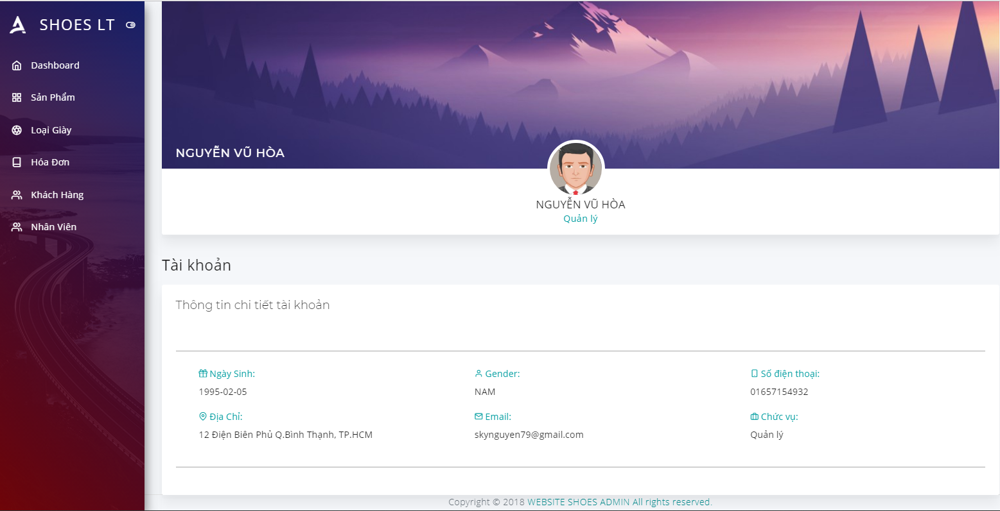 SHOES LT
Dashboard
Sản Phẩm
Loại Giày
Hóa Đơn
Khách Hàng
Nhân Viên
NGUYỄN VŨ HÒA
NGUYỄN VŨ HÒA
Quản lý
Tài khoản
Thông tin chi tiết tài khoản
Ngày Sinh:
1995-02-05
Gender:
NAM
Số điện thoại:
01657154932
Địa Chỉ:
12 Điện Biên Phủ Q.Bình Thạnh, TP.HCM
Email:
skynguyen79@gmail.com
Chức vụ:
Quản lý
Copyright © 2018 WEBSITE SHOES ADMIN All rights reserved.